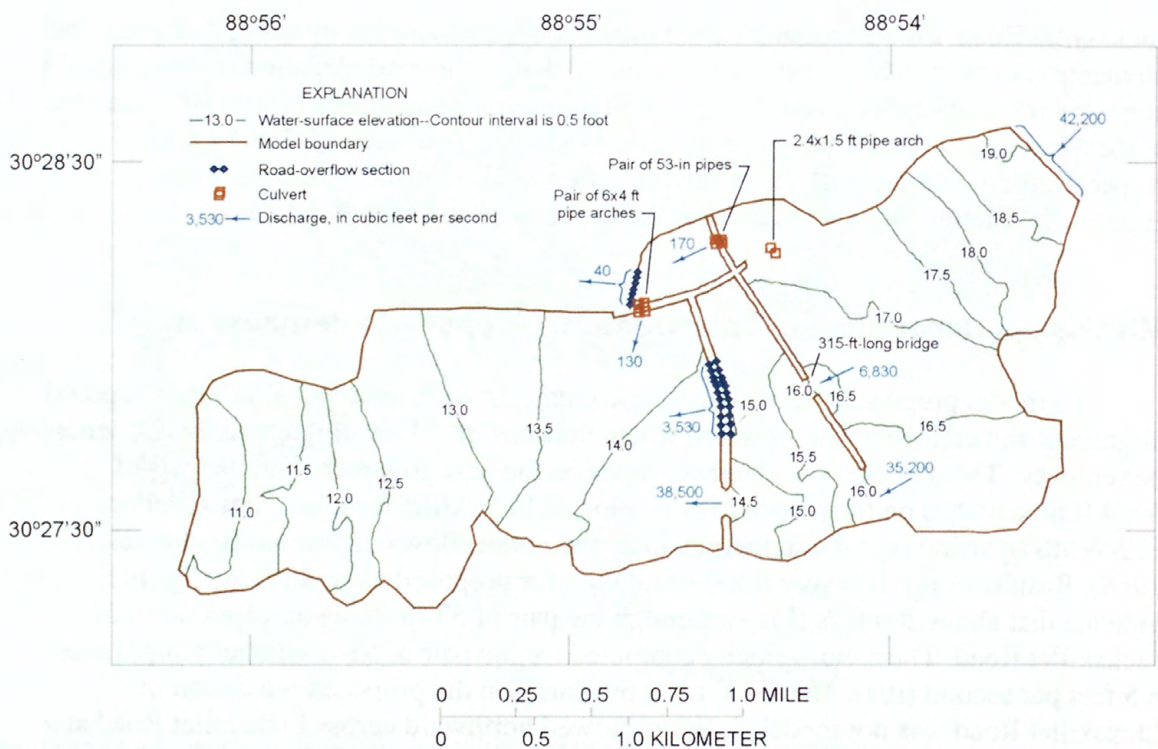 88°56'
88°55'
88°54'
EXPLANATION
13.0 Water-surface elevation--Contour interval is 0.5 foot
Model boundary
Road-overflow section
Culvert
3,530 Discharge, in cubic feet per second
30°28'30"
30°27'30"
42,200
2.4x1.5 ft pipe arch
Pair of 53-in pipes
Pair of 6x4 ft
pipe arches
19.0
18.5
18.0
17.5
17.0
170
40
130
315-ft-long bridge
6,830
16.0
16.5
16.5
13.0
13.5
14.0
15.0
3,530
15.5
11.5
12.0
12.5
11.0
38,500
14.5
15.0
16.0
35,200
0 0.25 0.5 1.0 MILE
0 0.5 1.0 KILOMETER